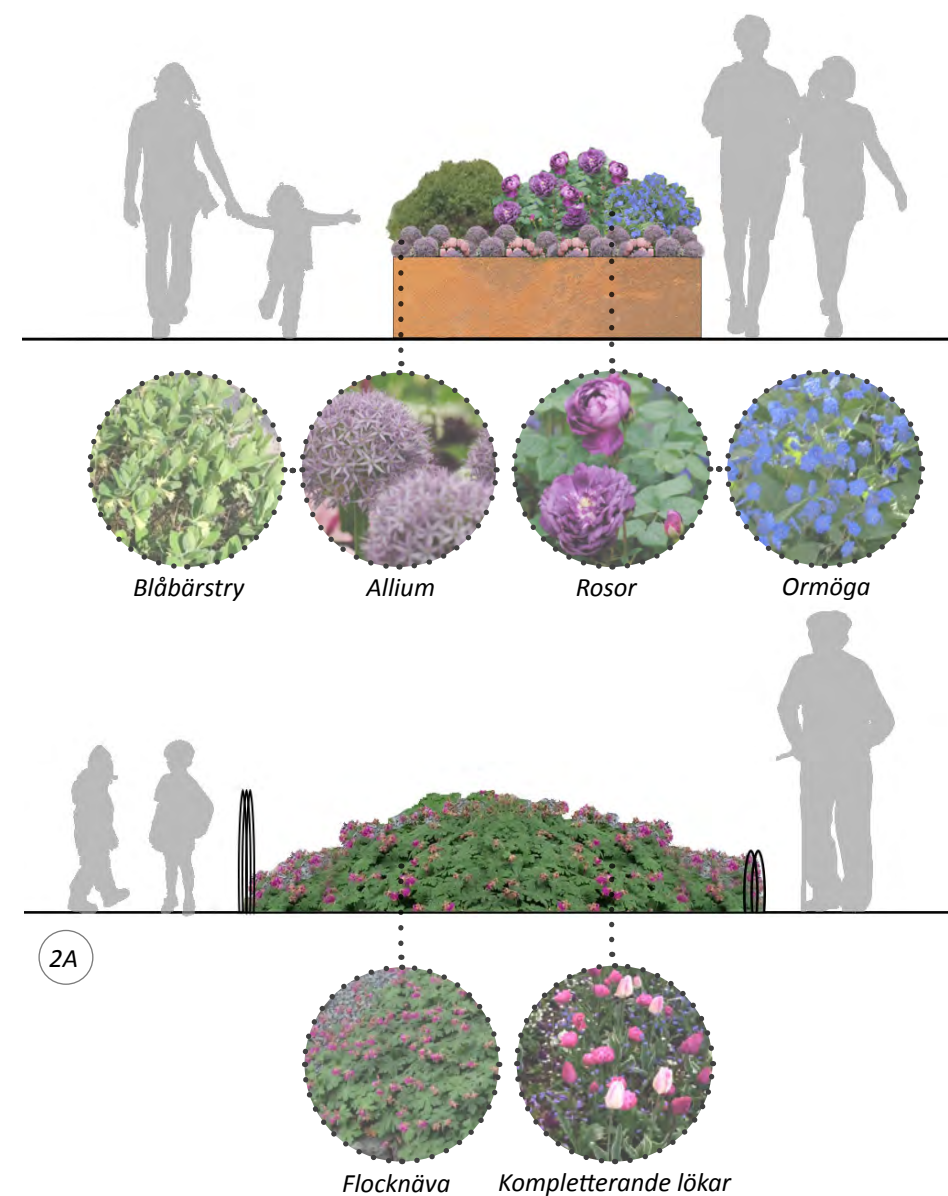 Blåbärstry
Allium
Rosor
Ormöga
2A
Flocknäva
Kompletterande lökar